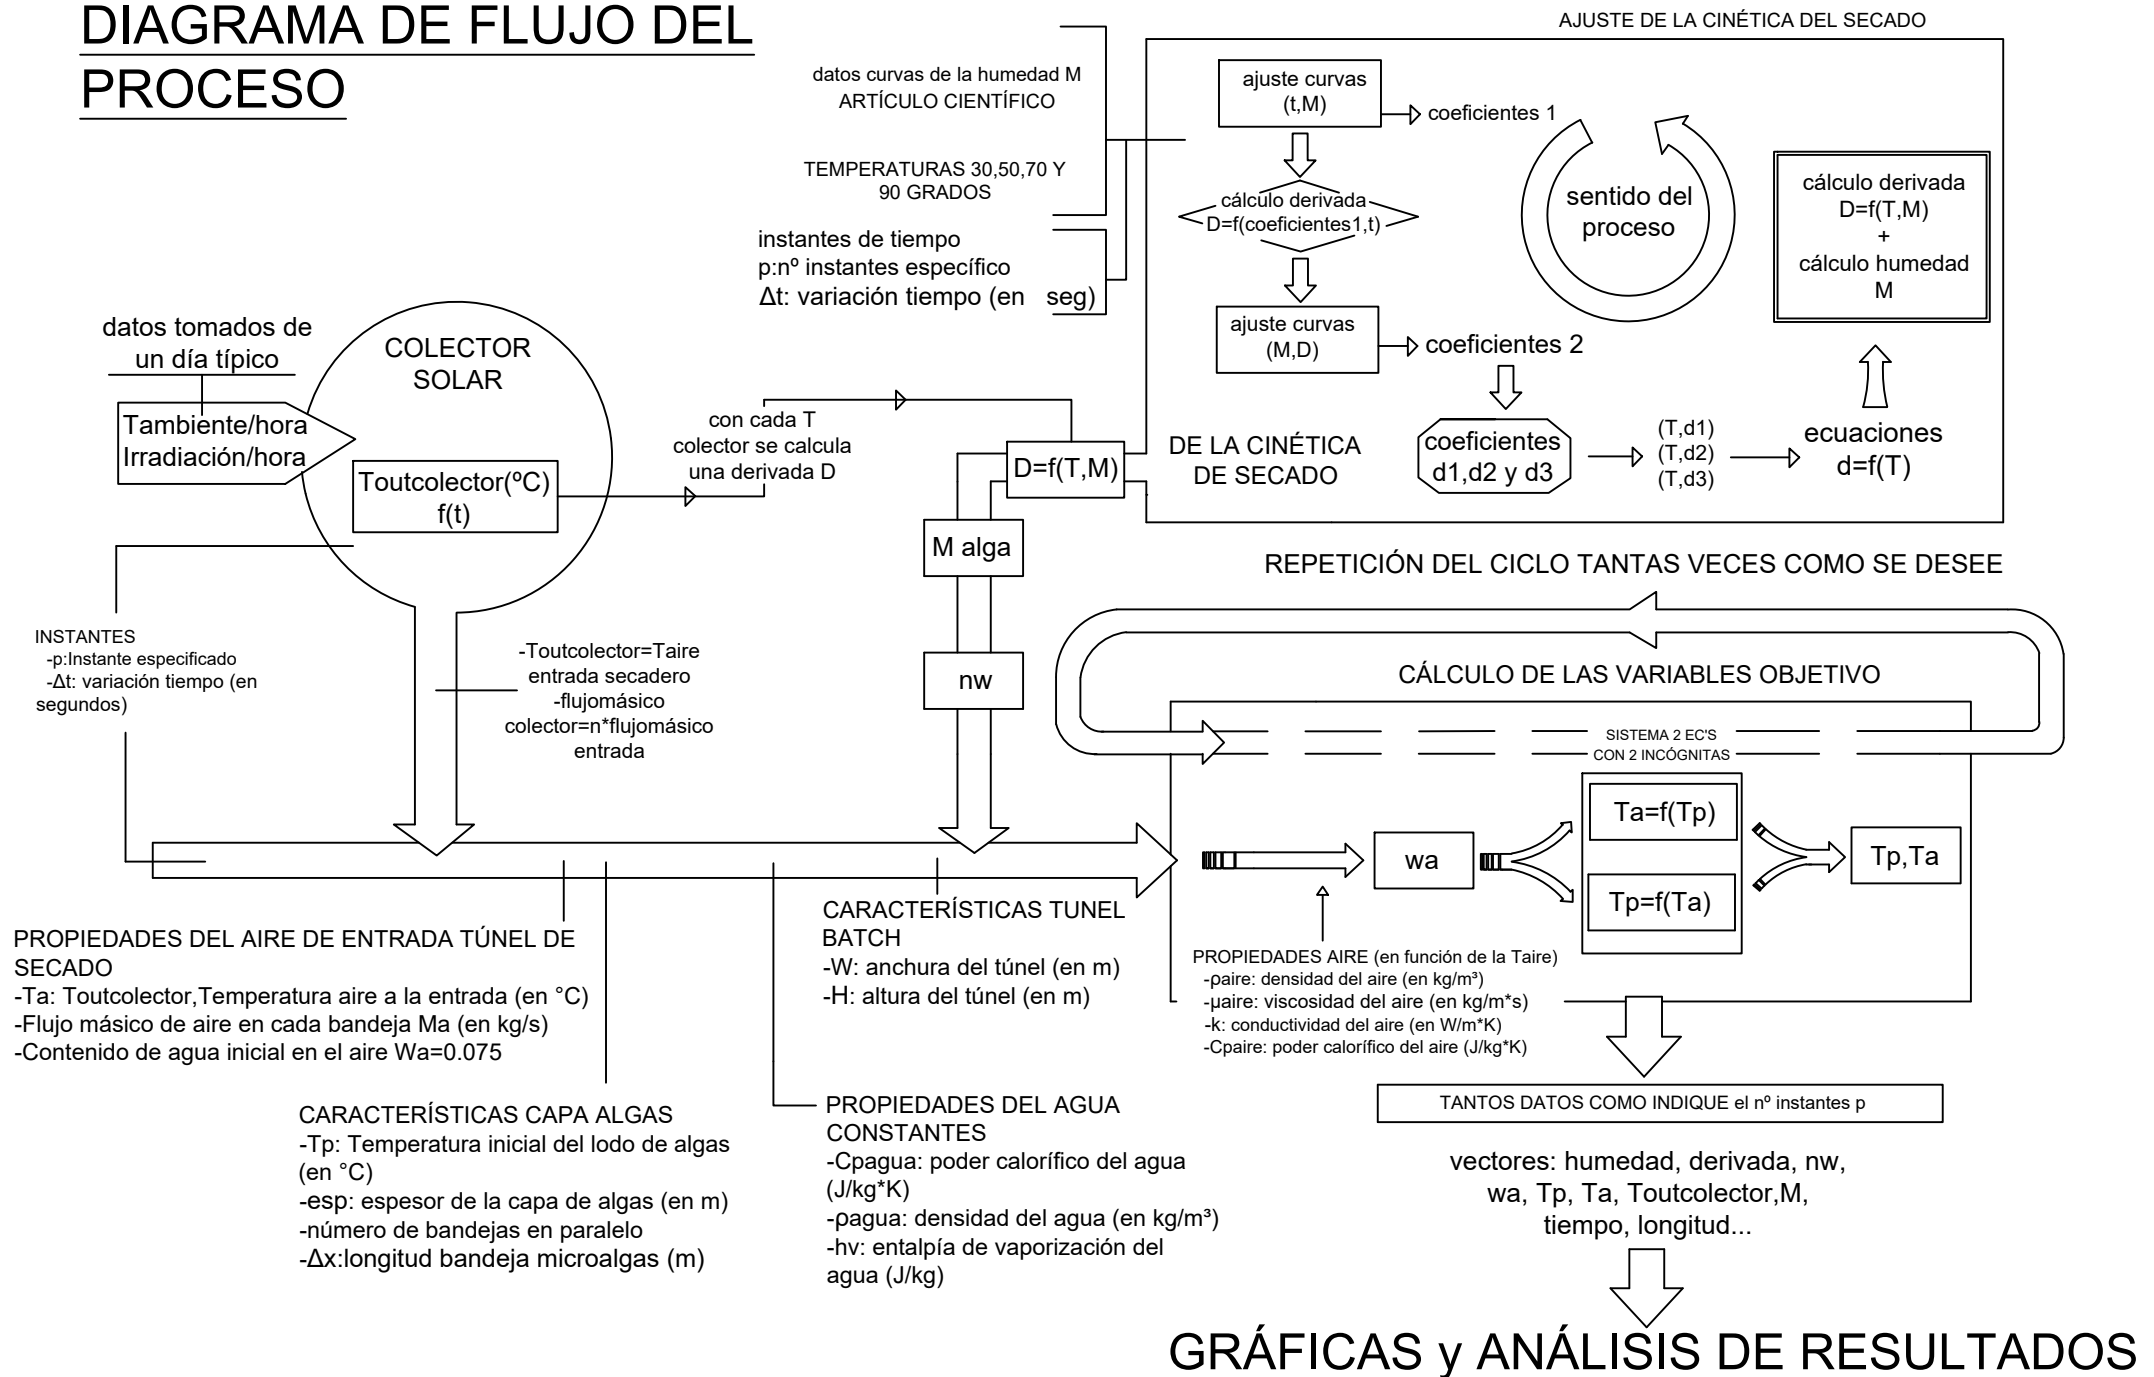 DIAGRAMA DE FLUJO DEL
PROCESO
datos curvas de la humedad M
ARTÍCULO CIENTÍFICO
TEMPERATURAS 30,50,70 Y
90 GRADOS
instantes de tiempo
p:nº instantes específico
Δt: variación tiempo (en seg)
AJUSTE DE LA CINÉTICA DEL SECADO
ajuste curvas
(t,M)
coeficientes 1
cálculo derivada
D=f(coeficientes1,t)
ajuste curvas
(M,D)
coeficientes 2
sentido del
proceso
cálculo derivada
D=f(T,M)
+
cálculo humedad
M
coeficientes
d1,d2 y d3
(T,d1)
(T,d2)
(T,d3)
ecuaciones
d=f(T)
DE LA CINÉTICA
DE SECADO
datos tomados de
un día típico
Tambiente/hora
Irradiación/hora
COLECTOR
SOLAR
Toutcolector(ºC)
f(t)
con cada T
colector se calcula
una derivada D
D=f(T,M)
M alga
nw
INSTANTES
-p:Instante especificado
-Δt: variación tiempo (en
segundos)
-Toutcolector=Taire
entrada secadero
-flujomásico
colector=n*flujomásico
entrada
REPETICIÓN DEL CICLO TANTAS VECES COMO SE DESEE
CÁLCULO DE LAS VARIABLES OBJETIVO
SISTEMA 2 EC'S
CON 2 INCÓGNITAS
wa
Ta=f(Tp)
Tp=f(Ta)
Tp,Ta
PROPIEDADES AIRE (en función de la Taire)
-ρaire: densidad del aire (en kg/m³)
-μaire: viscosidad del aire (en kg/m*s)
-k: conductividad del aire (en W/m*K)
-Cpaire: poder calorífico del aire (J/kg*K)
PROPIEDADES DEL AIRE DE ENTRADA TÚNEL DE
SECADO
-Ta: Toutcolector,Temperatura aire a la entrada (en °C)
-Flujo másico de aire en cada bandeja Ma (en kg/s)
-Contenido de agua inicial en el aire Wa=0.075
CARACTERÍSTICAS TUNEL
BATCH
-W: anchura del túnel (en m)
-H: altura del túnel (en m)
CARACTERÍSTICAS CAPA ALGAS
-Tp: Temperatura inicial del lodo de algas
(en °C)
-esp: espesor de la capa de algas (en m)
-número de bandejas en paralelo
-Δx:longitud bandeja microalgas (m)
PROPIEDADES DEL AGUA
CONSTANTES
-Cpagua: poder calorífico del agua
(J/kg*K)
-ρagua: densidad del agua (en kg/m³)
-hv: entalpía de vaporización del
agua (J/kg)
TANTOS DATOS COMO INDIQUE el nº instantes p
vectores: humedad, derivada, nw,
wa, Tp, Ta, Toutcolector,M,
tiempo, longitud...
GRÁFICAS y ANÁLISIS DE RESULTADOS